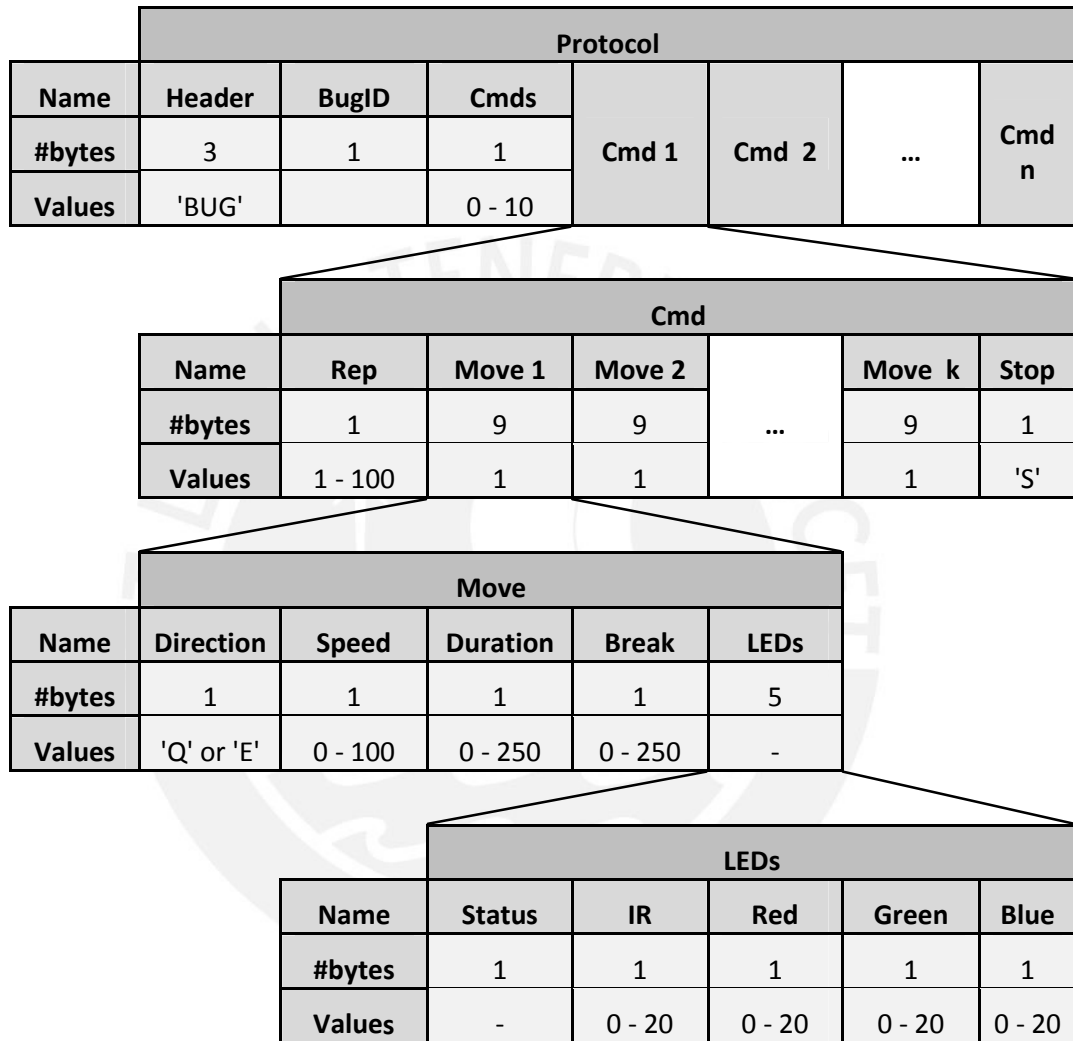 Protocol
Name Header BugID Cmds Cmd 1 Cmd 2 ... Cmd n
#bytes 3 1 1
Values 'BUG' 0 - 10
Cmd
Name Rep Move 1 Move 2 ... Move k Stop
#bytes 1 9 9 9 1
Values 1 - 100 1 1 1 'S'
Move
Name Direction Speed Duration Break LEDs
#bytes 1 1 1 1 5
Values 'Q' or 'E' 0 - 100 0 - 250 0 - 250 -
LEDs
Name Status IR Red Green Blue
#bytes 1 1 1 1 1
Values - 0 - 20 0 - 20 0 - 20 0 - 20